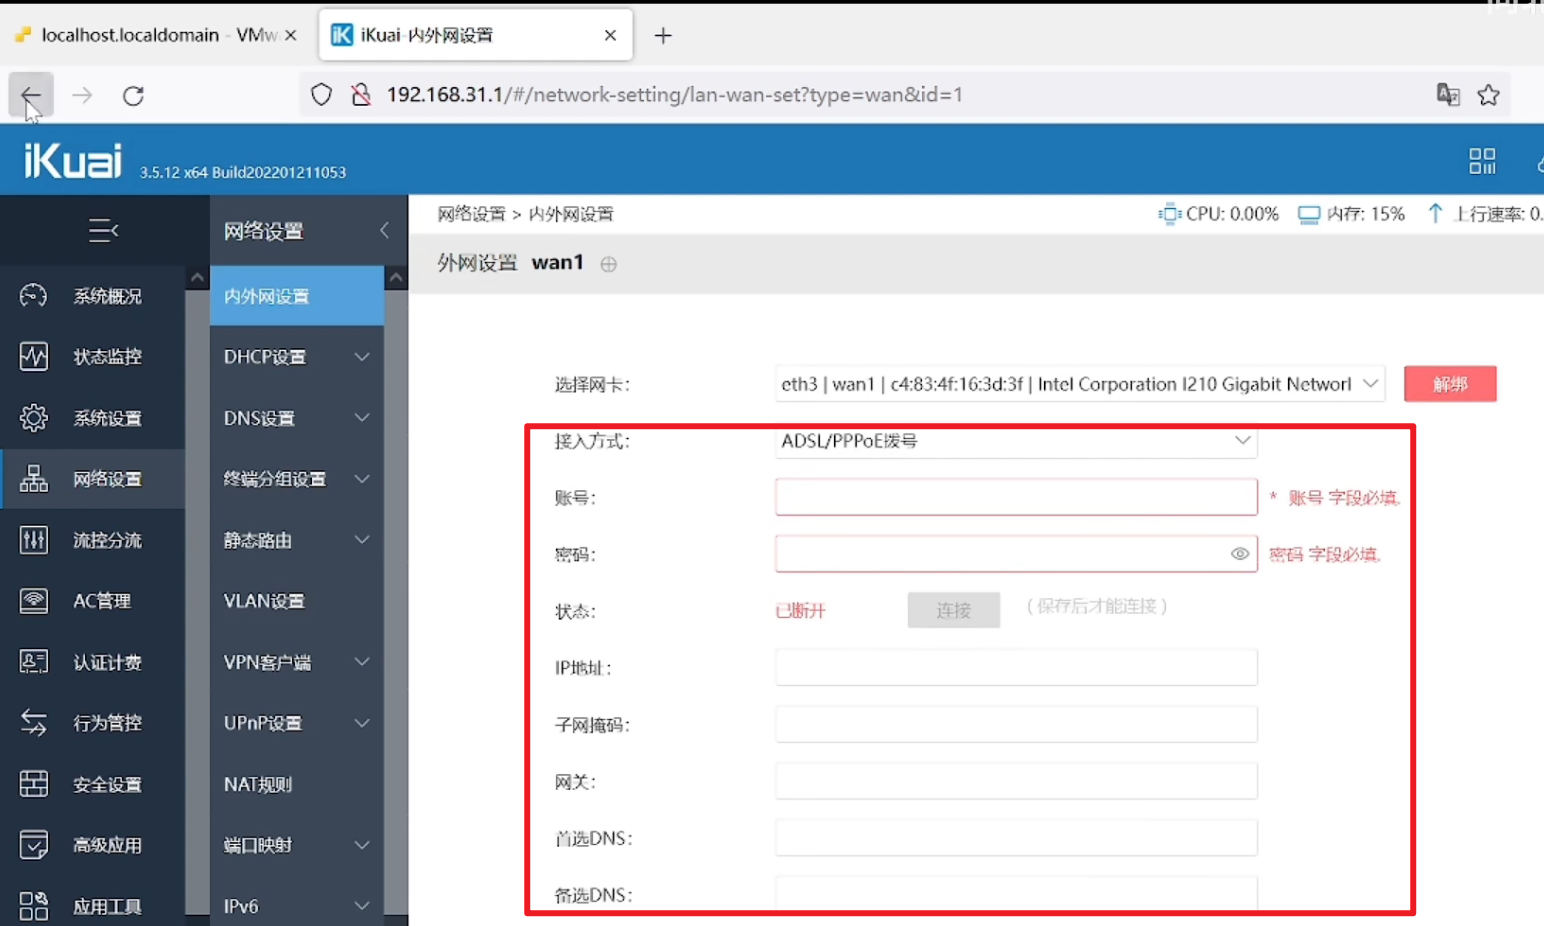 localhost.localdomain - VMw
iKuai-内外网设置
192.168.31.1/#/network-setting/lan-wan-set?type=wan&id=1
iKuai 3.5.12 x64 Build202201211053
网络设置
网络设置 > 内外网设置
CPU: 0.00% 内存: 15% 上行速率: 0.
外网设置 wan1
系统概况
状态监控
系统设置
网络设置
流控分流
AC管理
认证计费
行为管控
安全设置
高级应用
应用工具
内外网设置
DHCP设置
DNS设置
终端分组设置
静态路由
VLAN设置
VPN客户端
UPnP设置
NAT规则
端口映射
IPv6
选择网卡: eth3 | wan1 | c4:83:4f:16:3d:3f | Intel Corporation I210 Gigabit Networl 解绑
接入方式: ADSL/PPPoE拨号
账号: * 账号 字段必填.
密码: 密码 字段必填.
状态: 已断开 连接 (保存后才能连接)
IP地址:
子网掩码:
网关:
首选DNS:
备选DNS: